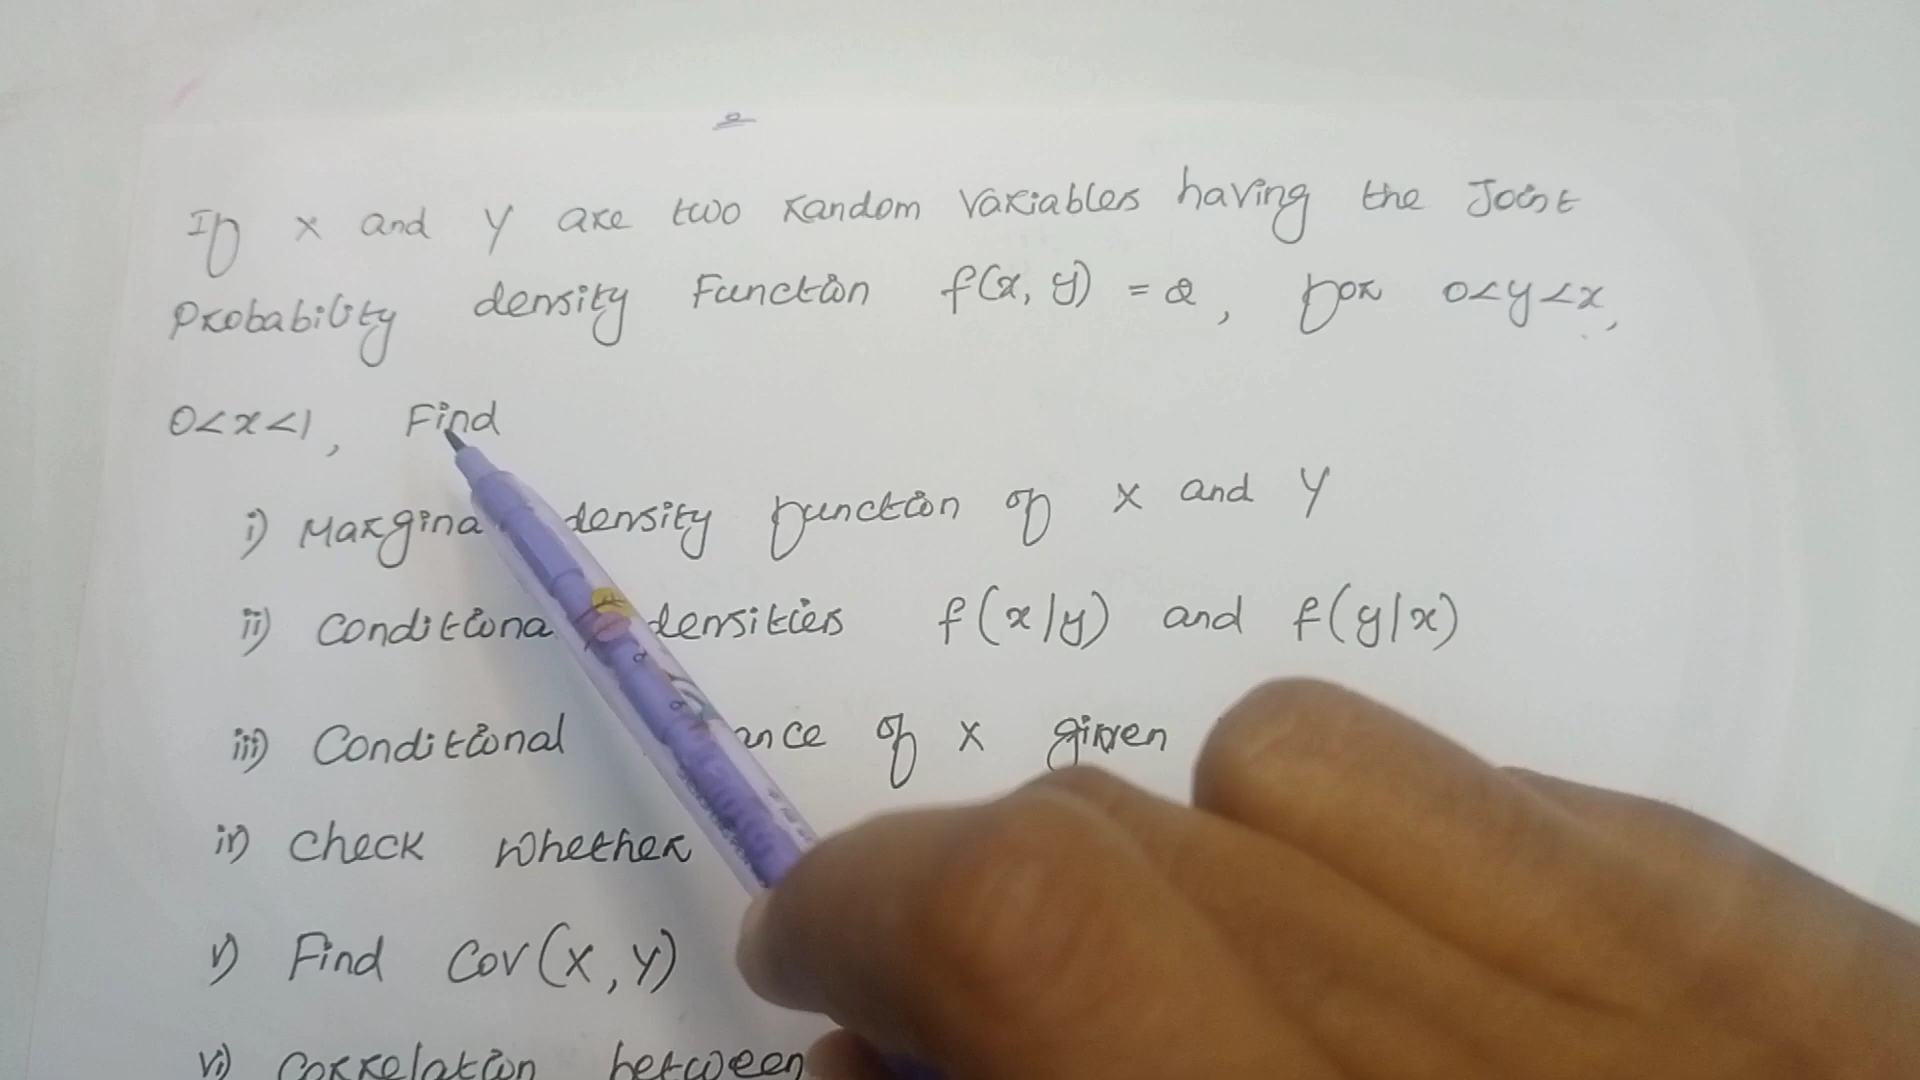 If x and y are two random variables having the Joint
Probability density Function f(x, y) = 2, for 0<y<x,
0<x<1, Find
i) Margina density function of x and y
ii) Conditiona densities f(x/y) and f(y/x)
iii) Conditional ance of x given
iv) Check whether
v) Find Cov(x, y)
vi) Correlation between